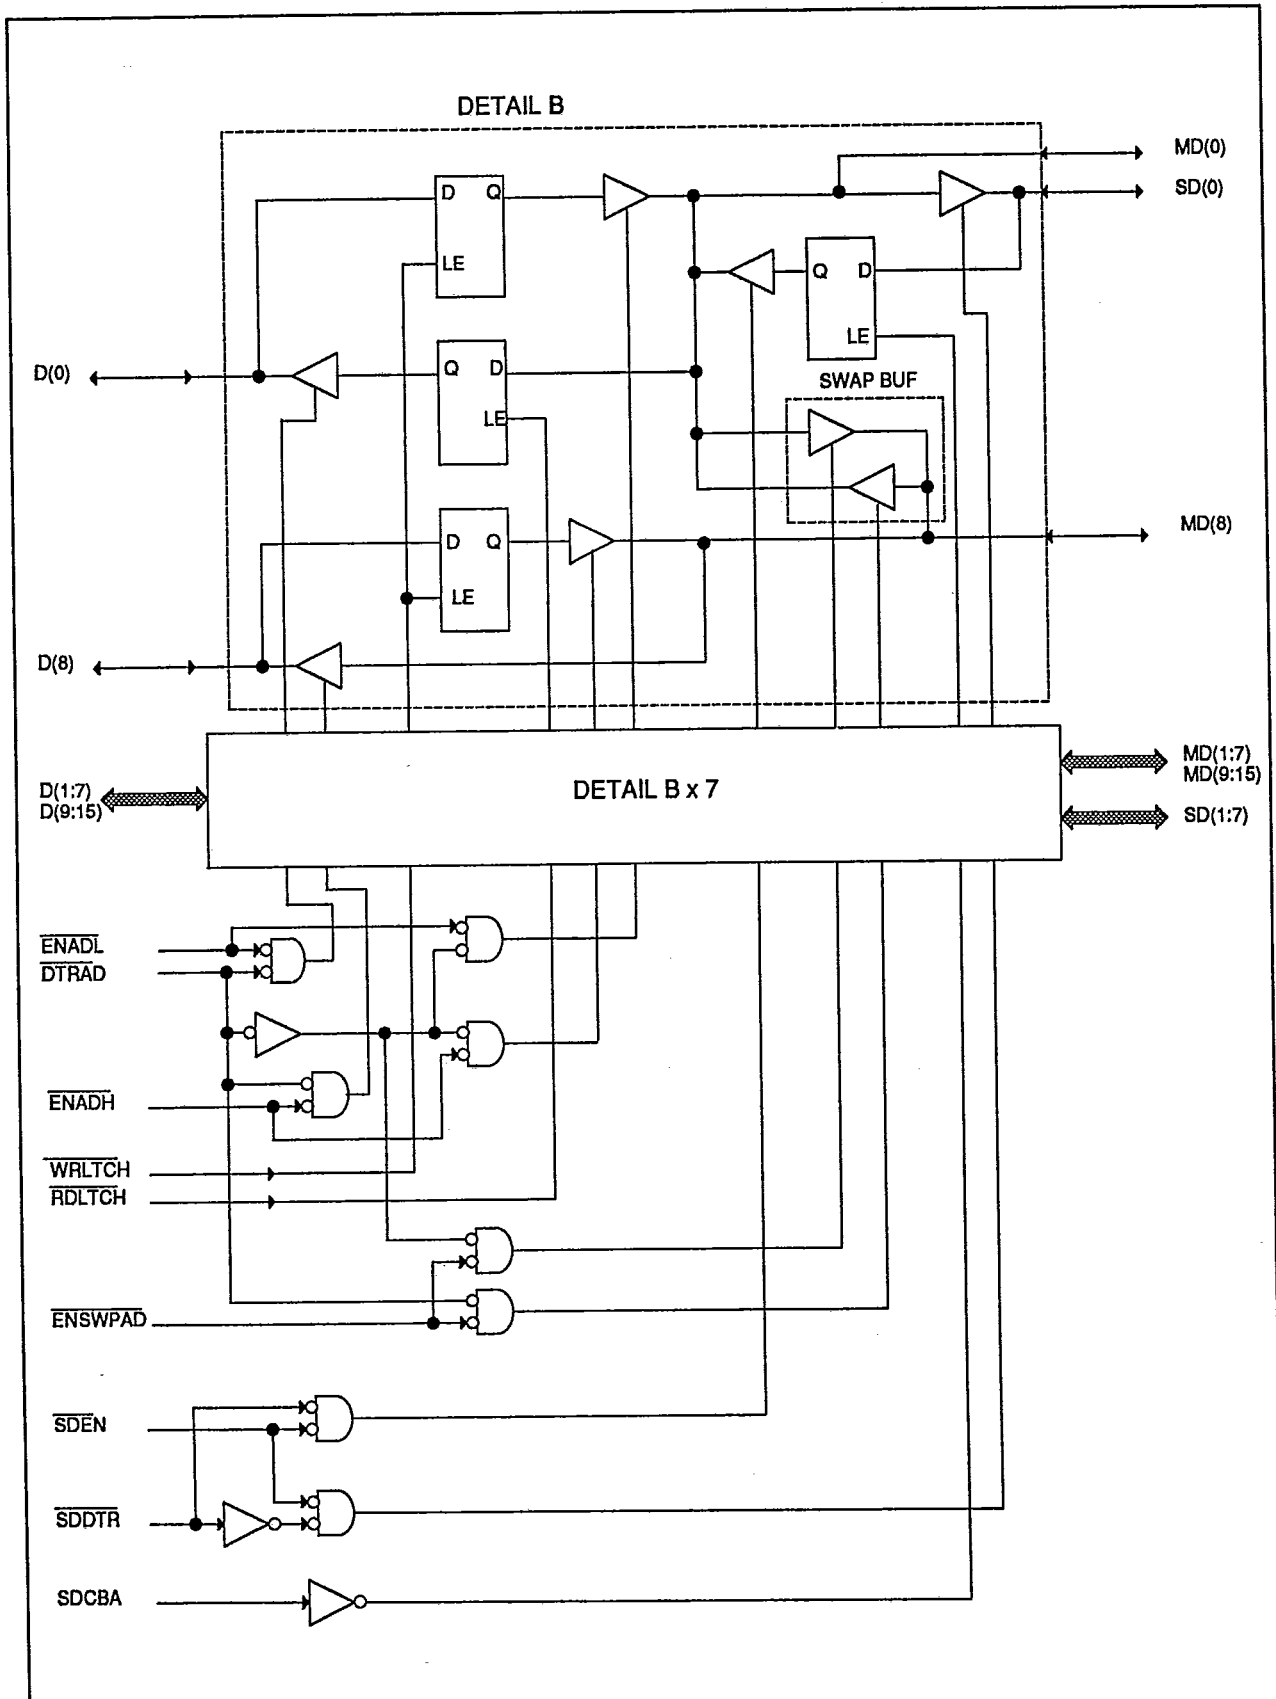 DETAIL B
MD(0)
SD(0)
D Q
LE
Q D
LE
D(0)
Q D
LE
SWAP BUF
D Q
LE
MD(8)
D(8)
D(1:7)
D(9:15)
DETAIL B x 7
MD(1:7)
MD(9:15)
SD(1:7)
ENADL
DTRAD
ENADH
WRLTCH
RDLTCH
ENSWPAD
SDEN
SDDTR
SDCBA